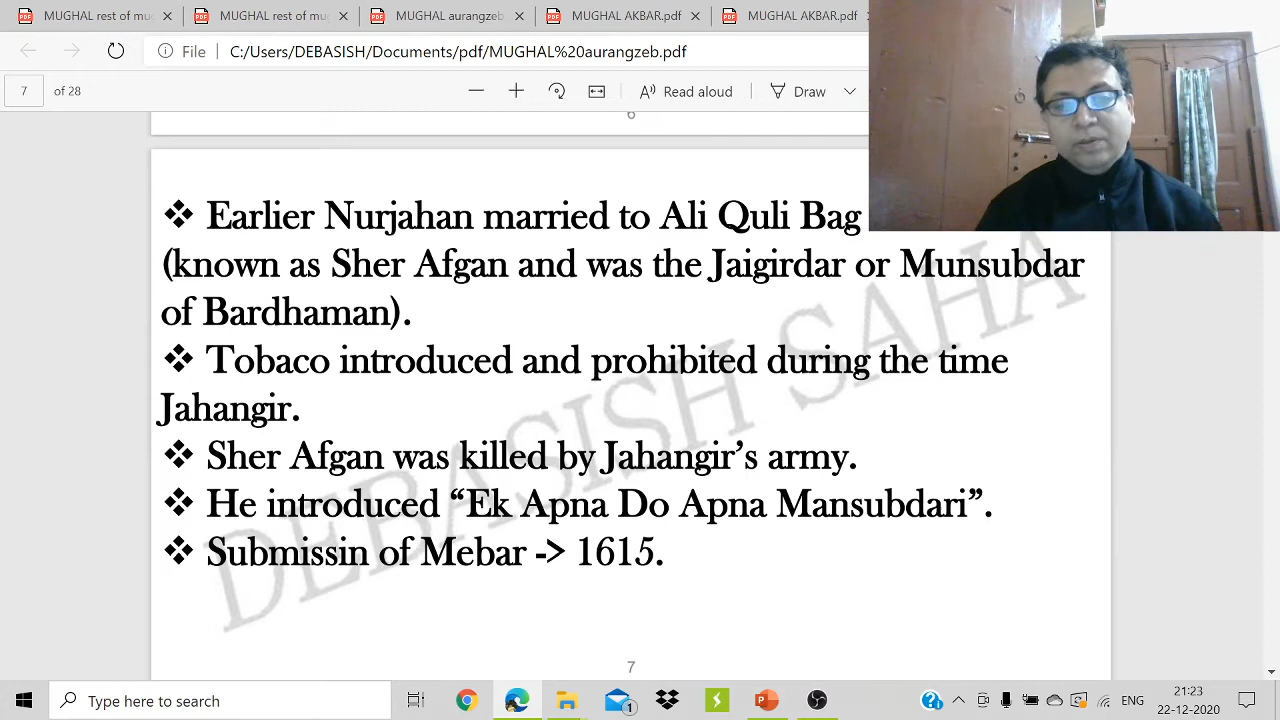 MUGHAL rest of mu
MUGHAL rest of mu
MUGHAL aurangzeb
MUGHAL AKBAR.pdf
MUGHAL AKBAR.pdf
File
C:/Users/DEBASISH/Documents/pdf/MUGHAL%20aurangzeb.pdf
7 of 28
Read aloud
Draw
6
❖ Earlier Nurjahan married to Ali Quli Bag
(known as Sher Afgan and was the Jaigirdar or Munsubdar
of Bardhaman).
❖ Tobaco introduced and prohibited during the time
Jahangir.
❖ Sher Afgan was killed by Jahangir’s army.
❖ He introduced “Ek Apna Do Apna Mansubdari”.
❖ Submissin of Mebar -> 1615.
DEBASISH SAHA
7
Type here to search
1
ENG
21:23
22-12-2020